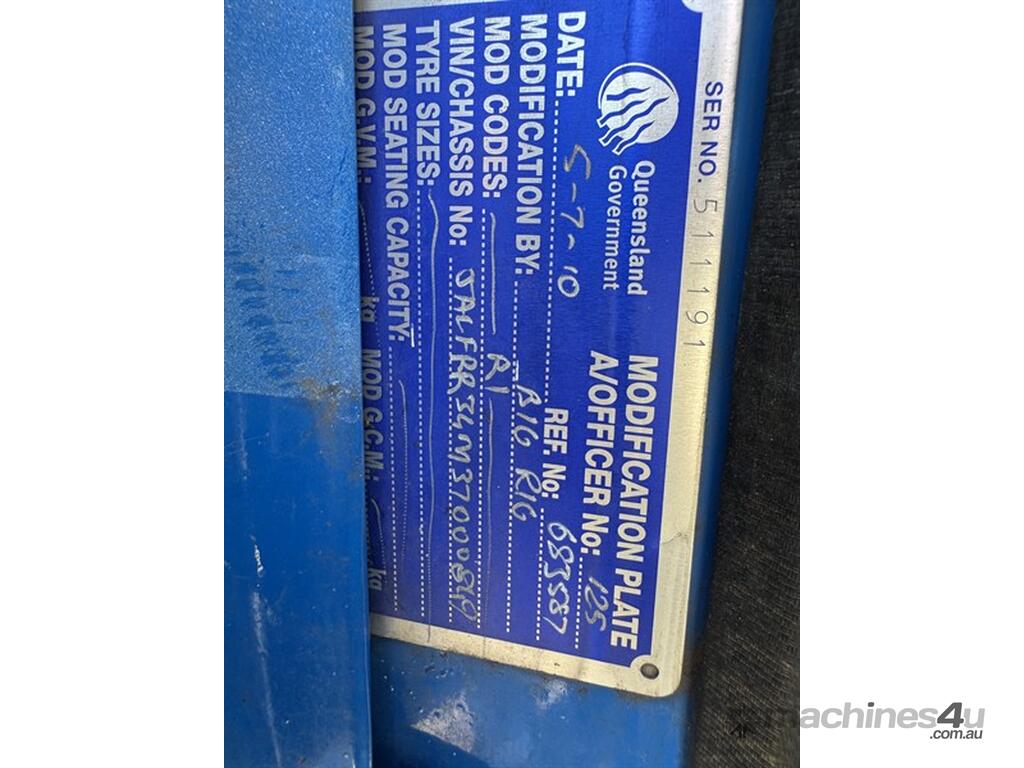 SER NO. 511191
Queensland
Government
MODIFICATION PLATE
A/OFFICER No: 125
DATE: 5-7-10 REF. No: 683587
MODIFICATION BY: BIG RIG
MOD CODES: R1
VIN/CHASSIS No:
TYRE SIZES:
MOD SEATING CAPACITY:
MOD G.V.M.: kg MOD G.C.M.: kg
machines4u
.com.au